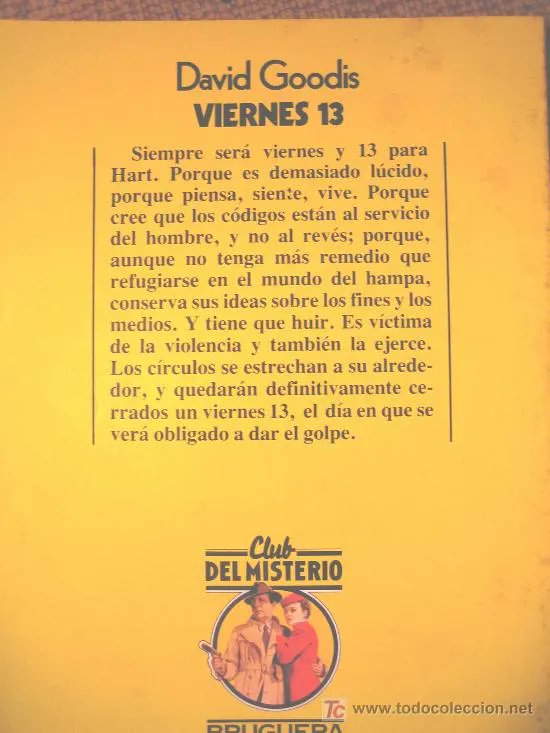 David Goodis
VIERNES 13
Siempre será viernes y 13 para
Hart. Porque es demasiado lúcido,
porque piensa, siente, vive. Porque
cree que los códigos están al servicio
del hombre, y no al revés; porque,
aunque no tenga más remedio que
refugiarse en el mundo del hampa,
conserva sus ideas sobre los fines y los
medios. Y tiene que huir. Es víctima
de la violencia y también la ejerce.
Los círculos se estrechan a su alrede-
dor, y quedarán definitivamente ce-
rrados un viernes 13, el día en que se
verá obligado a dar el golpe.
Club
DEL MISTERIO
BRUGUERA
TC www.todocoleccion.net